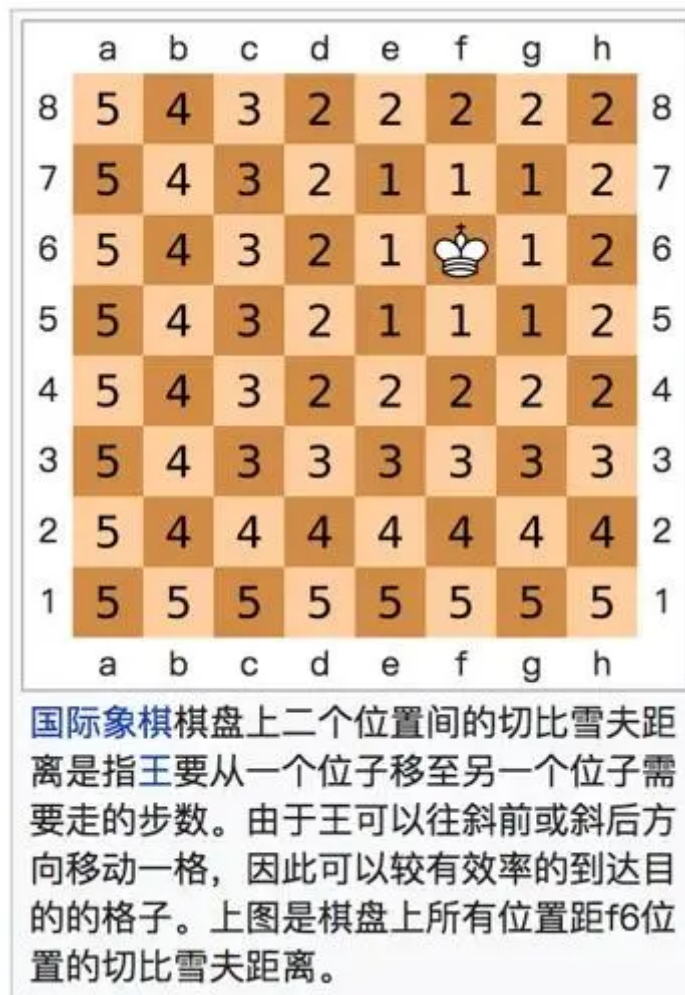 a b c d e f g h
8 5 4 3 2 2 2 2 2 8
7 5 4 3 2 1 1 1 2 7
6 5 4 3 2 1 1 2 6
5 5 4 3 2 1 1 1 2 5
4 5 4 3 2 2 2 2 2 4
3 5 4 3 3 3 3 3 3 3
2 5 4 4 4 4 4 4 4 2
1 5 5 5 5 5 5 5 5 1
a b c d e f g h
国际象棋棋盘上二个位置间的切比雪夫距
离是指王要从一个位子移至另一个位子需
要走的步数。由于王可以往斜前或斜后方
向移动一格，因此可以较有效率的到达目
的的格子。上图是棋盘上所有位置距f6位
置的切比雪夫距离。